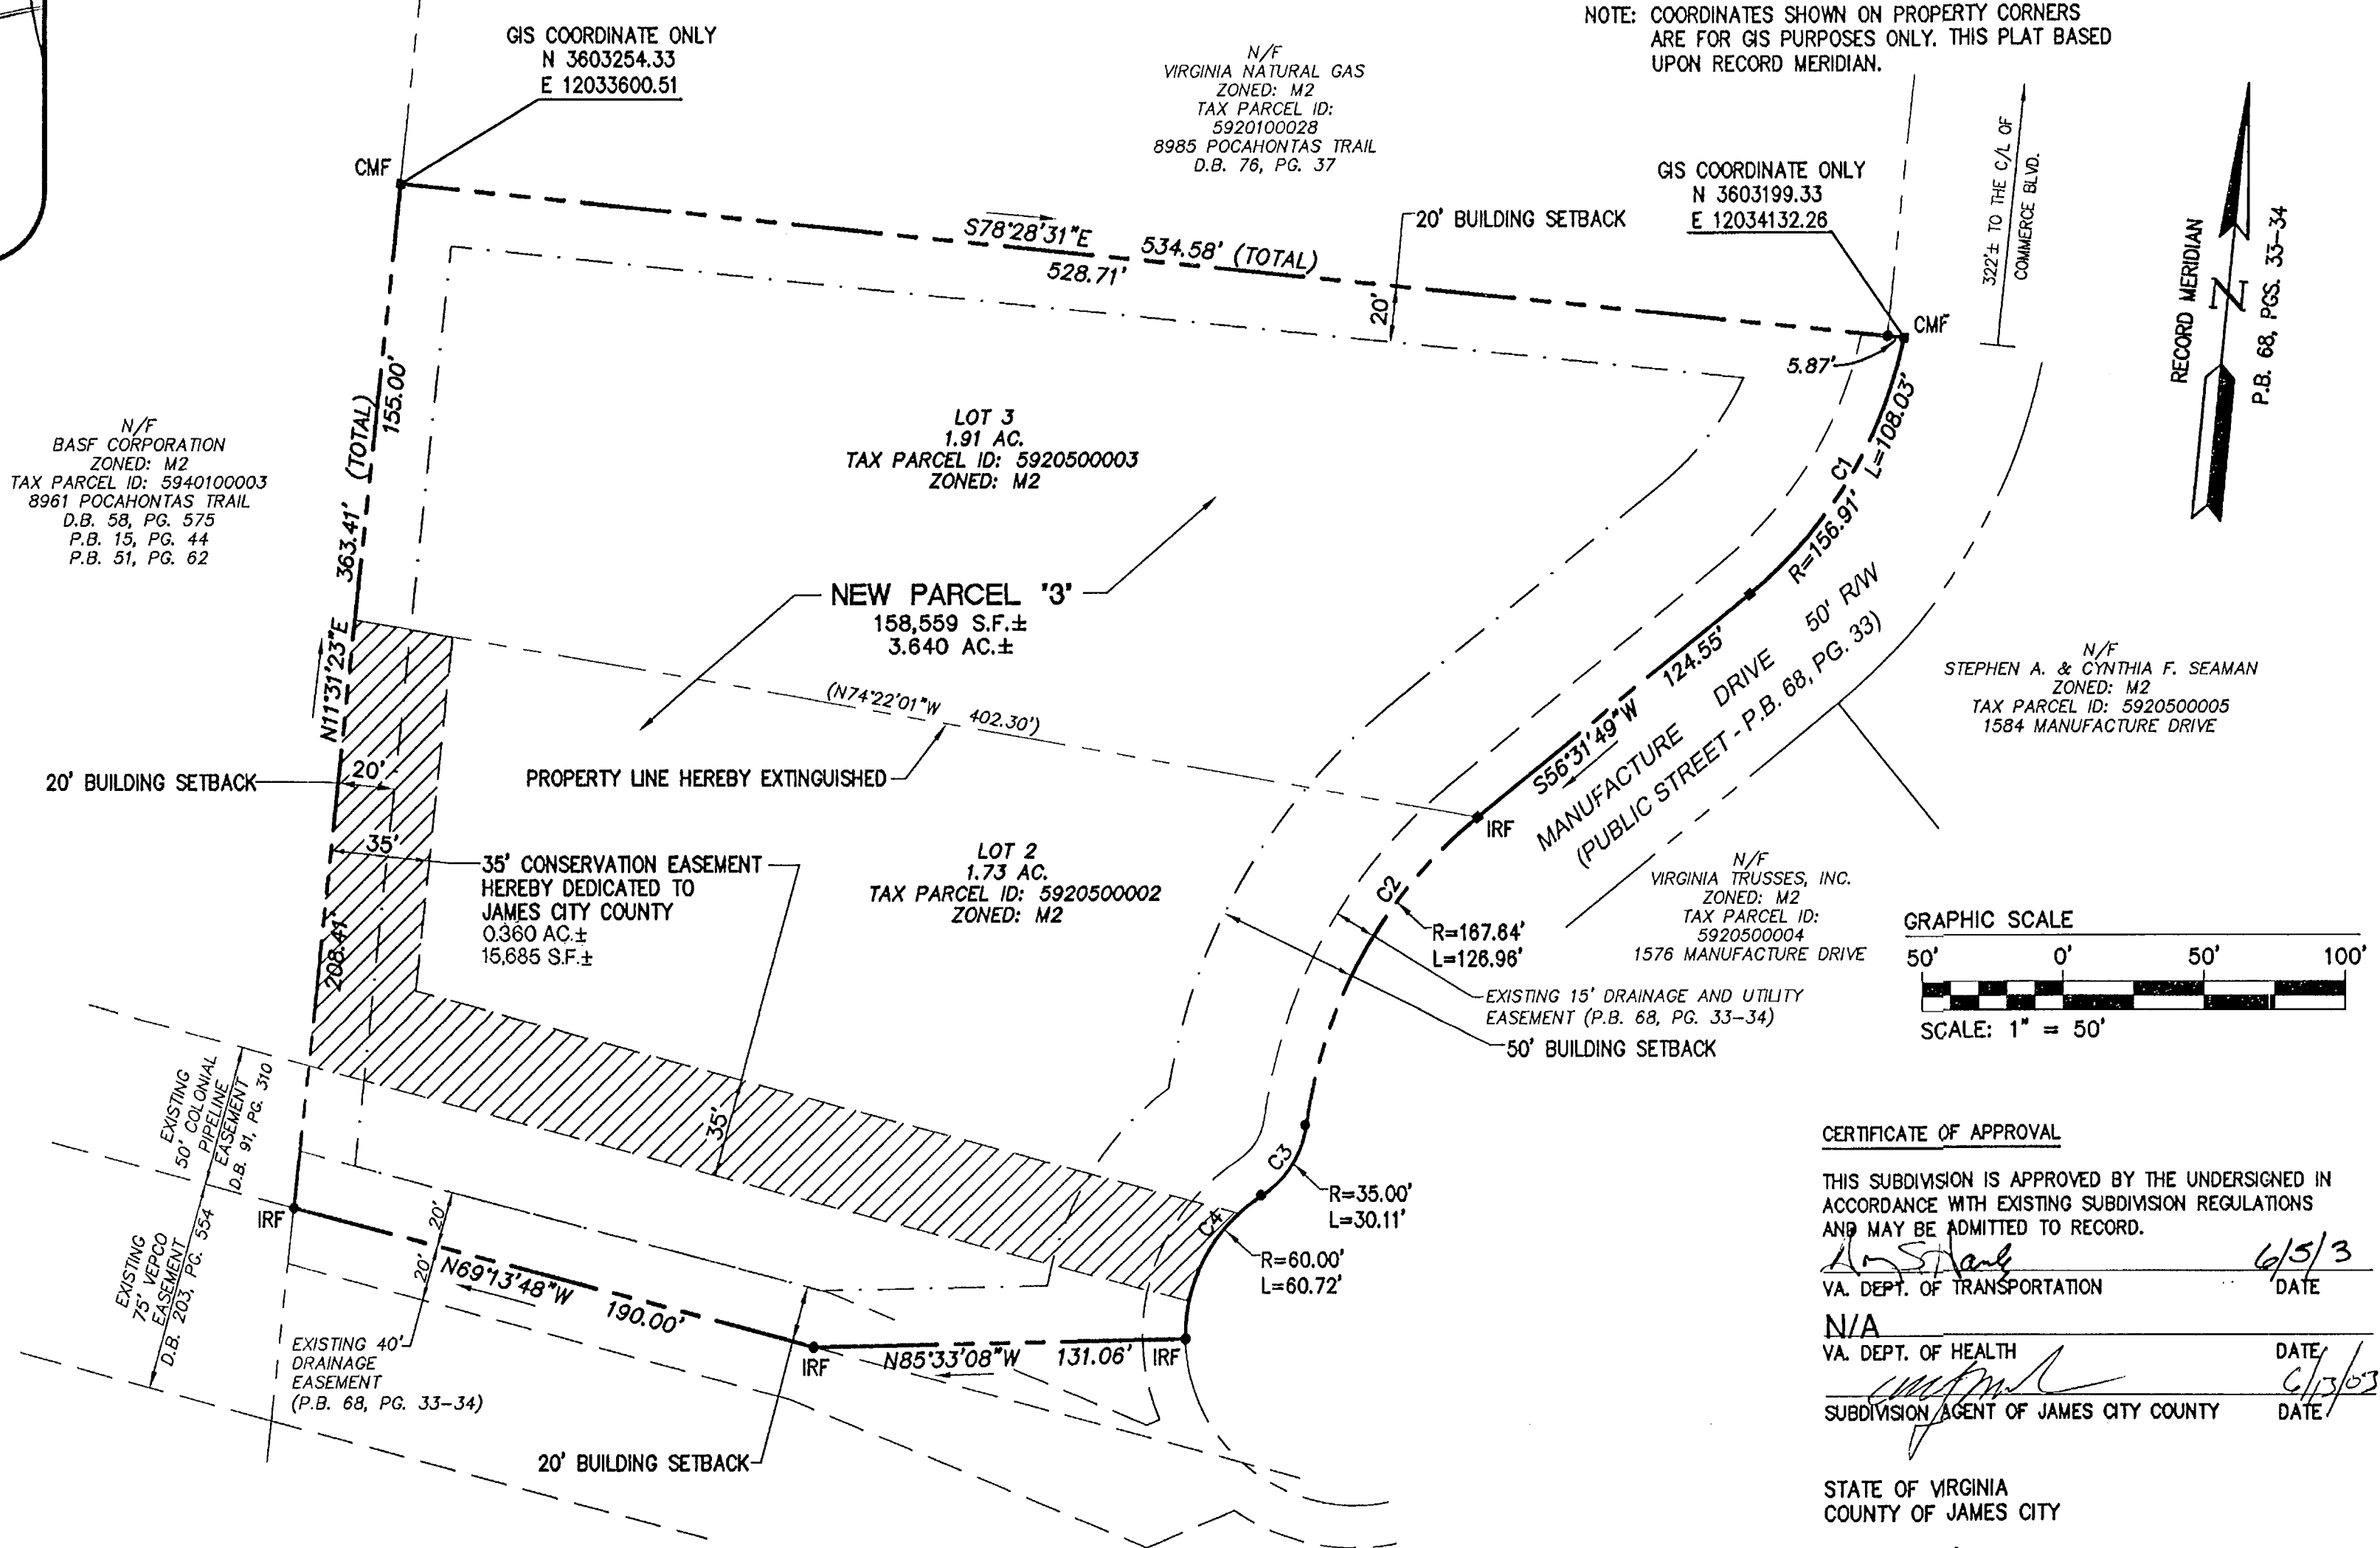 NOTE: COORDINATES SHOWN ON PROPERTY CORNERS
ARE FOR GIS PURPOSES ONLY. THIS PLAT BASED
UPON RECORD MERIDIAN.
GIS COORDINATE ONLY
N 3603254.33
E 12033600.51
CMF
N/F
VIRGINIA NATURAL GAS
ZONED: M2
TAX PARCEL ID:
5920100028
8985 POCAHONTAS TRAIL
D.B. 76, PG. 37
GIS COORDINATE ONLY
N 3603199.33
E 12034132.26
CMF
322'± TO THE C/L OF
COMMERCE BLVD.
RECORD MERIDIAN
N
P.B. 68, PGS. 33-34
S78°28'31"E 534.58' (TOTAL)
528.71'
20' BUILDING SETBACK
20'
5.87'
N/F
BASF CORPORATION
ZONED: M2
TAX PARCEL ID: 5940100003
8961 POCAHONTAS TRAIL
D.B. 58, PG. 575
P.B. 15, PG. 44
P.B. 51, PG. 62
N11°31'23"E 363.41' (TOTAL)
155.00'
LOT 3
1.91 AC.
TAX PARCEL ID: 5920500003
ZONED: M2
C1
R=156.91' L=108.03'
NEW PARCEL "3"
158,559 S.F.±
3.640 AC.±
(N74°22'01"W 402.30')
PROPERTY LINE HEREBY EXTINGUISHED
S56°31'49"W 124.55'
MANUFACTURE DRIVE 50' R/W
(PUBLIC STREET - P.B. 68, PG. 33)
N/F
STEPHEN A. & CYNTHIA F. SEAMAN
ZONED: M2
TAX PARCEL ID: 5920500005
1584 MANUFACTURE DRIVE
20' BUILDING SETBACK
20'
35'
208.41'
35' CONSERVATION EASEMENT
HEREBY DEDICATED TO
JAMES CITY COUNTY
0.360 AC.±
15,685 S.F.±
LOT 2
1.73 AC.
TAX PARCEL ID: 5920500002
ZONED: M2
IRF
C2
R=167.84'
L=126.96'
N/F
VIRGINIA TRUSSES, INC.
ZONED: M2
TAX PARCEL ID:
5920500004
1576 MANUFACTURE DRIVE
EXISTING 15' DRAINAGE AND UTILITY
EASEMENT (P.B. 68, PG. 33-34)
50' BUILDING SETBACK
GRAPHIC SCALE
50' 0' 50' 100'
SCALE: 1" = 50'
EXISTING
50' COLONIAL
PIPELINE
EASEMENT
D.B. 91, PG. 310
EXISTING
75' VEPCO
EASEMENT
D.B. 203, PG. 554
35'
C3
R=35.00'
L=30.11'
C4
R=60.00'
L=60.72'
IRF
20'
20'
N69°13'48"W 190.00'
IRF
N85°33'08"W 131.06'
IRF
EXISTING 40'
DRAINAGE
EASEMENT
(P.B. 68, PG. 33-34)
20' BUILDING SETBACK
CERTIFICATE OF APPROVAL
THIS SUBDIVISION IS APPROVED BY THE UNDERSIGNED IN
ACCORDANCE WITH EXISTING SUBDIVISION REGULATIONS
AND MAY BE ADMITTED TO RECORD.
6/5/3
VA. DEPT. OF TRANSPORTATION DATE
N/A
VA. DEPT. OF HEALTH DATE
6/13/03
SUBDIVISION AGENT OF JAMES CITY COUNTY DATE
STATE OF VIRGINIA
COUNTY OF JAMES CITY